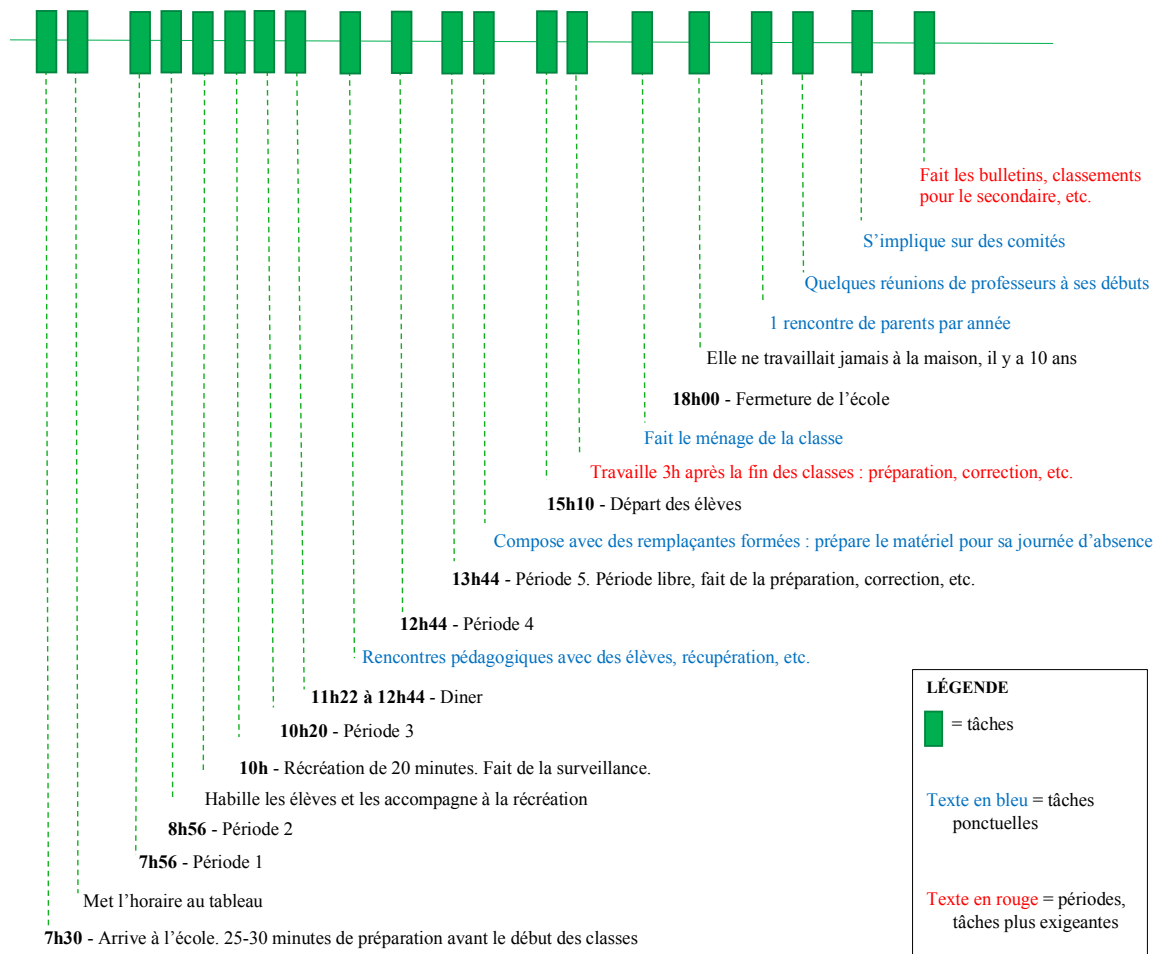 Fait les bulletins, classements
pour le secondaire, etc.
S'implique sur des comités
Quelques réunions de professeurs à ses débuts
1 rencontre de parents par année
Elle ne travaillait jamais à la maison, il y a 10 ans
18h00 - Fermeture de l'école
Fait le ménage de la classe
Travaille 3h après la fin des classes : préparation, correction, etc.
15h10 - Départ des élèves
Compose avec des remplaçantes formées : prépare le matériel pour sa journée d'absence
13h44 - Période 5. Période libre, fait de la préparation, correction, etc.
12h44 - Période 4
Rencontres pédagogiques avec des élèves, récupération, etc.
11h22 à 12h44 - Diner
10h20 - Période 3
10h - Récréation de 20 minutes. Fait de la surveillance.
Habille les élèves et les accompagne à la récréation
8h56 - Période 2
7h56 - Période 1
Met l'horaire au tableau
7h30 - Arrive à l'école. 25-30 minutes de préparation avant le début des classes
LÉGENDE
= tâches
Texte en bleu = tâches
ponctuelles
Texte en rouge = périodes,
tâches plus exigeantes